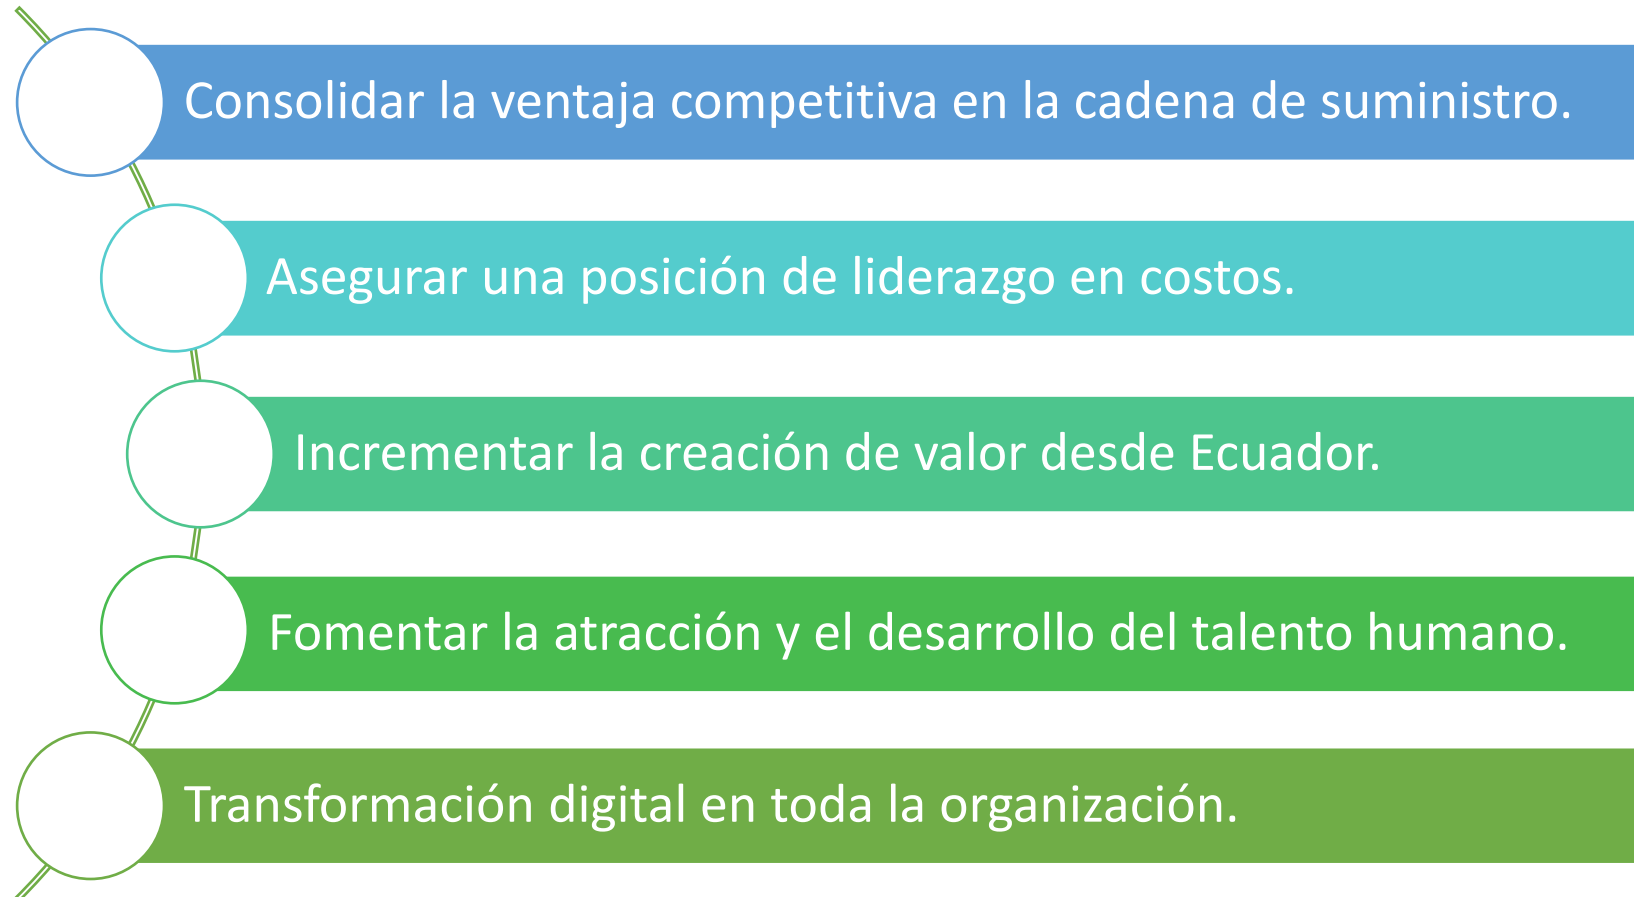 Consolidar la ventaja competitiva en la cadena de suministro.
Asegurar una posición de liderazgo en costos.
Incrementar la creación de valor desde Ecuador.
Fomentar la atracción y el desarrollo del talento humano.
Transformación digital en toda la organización.